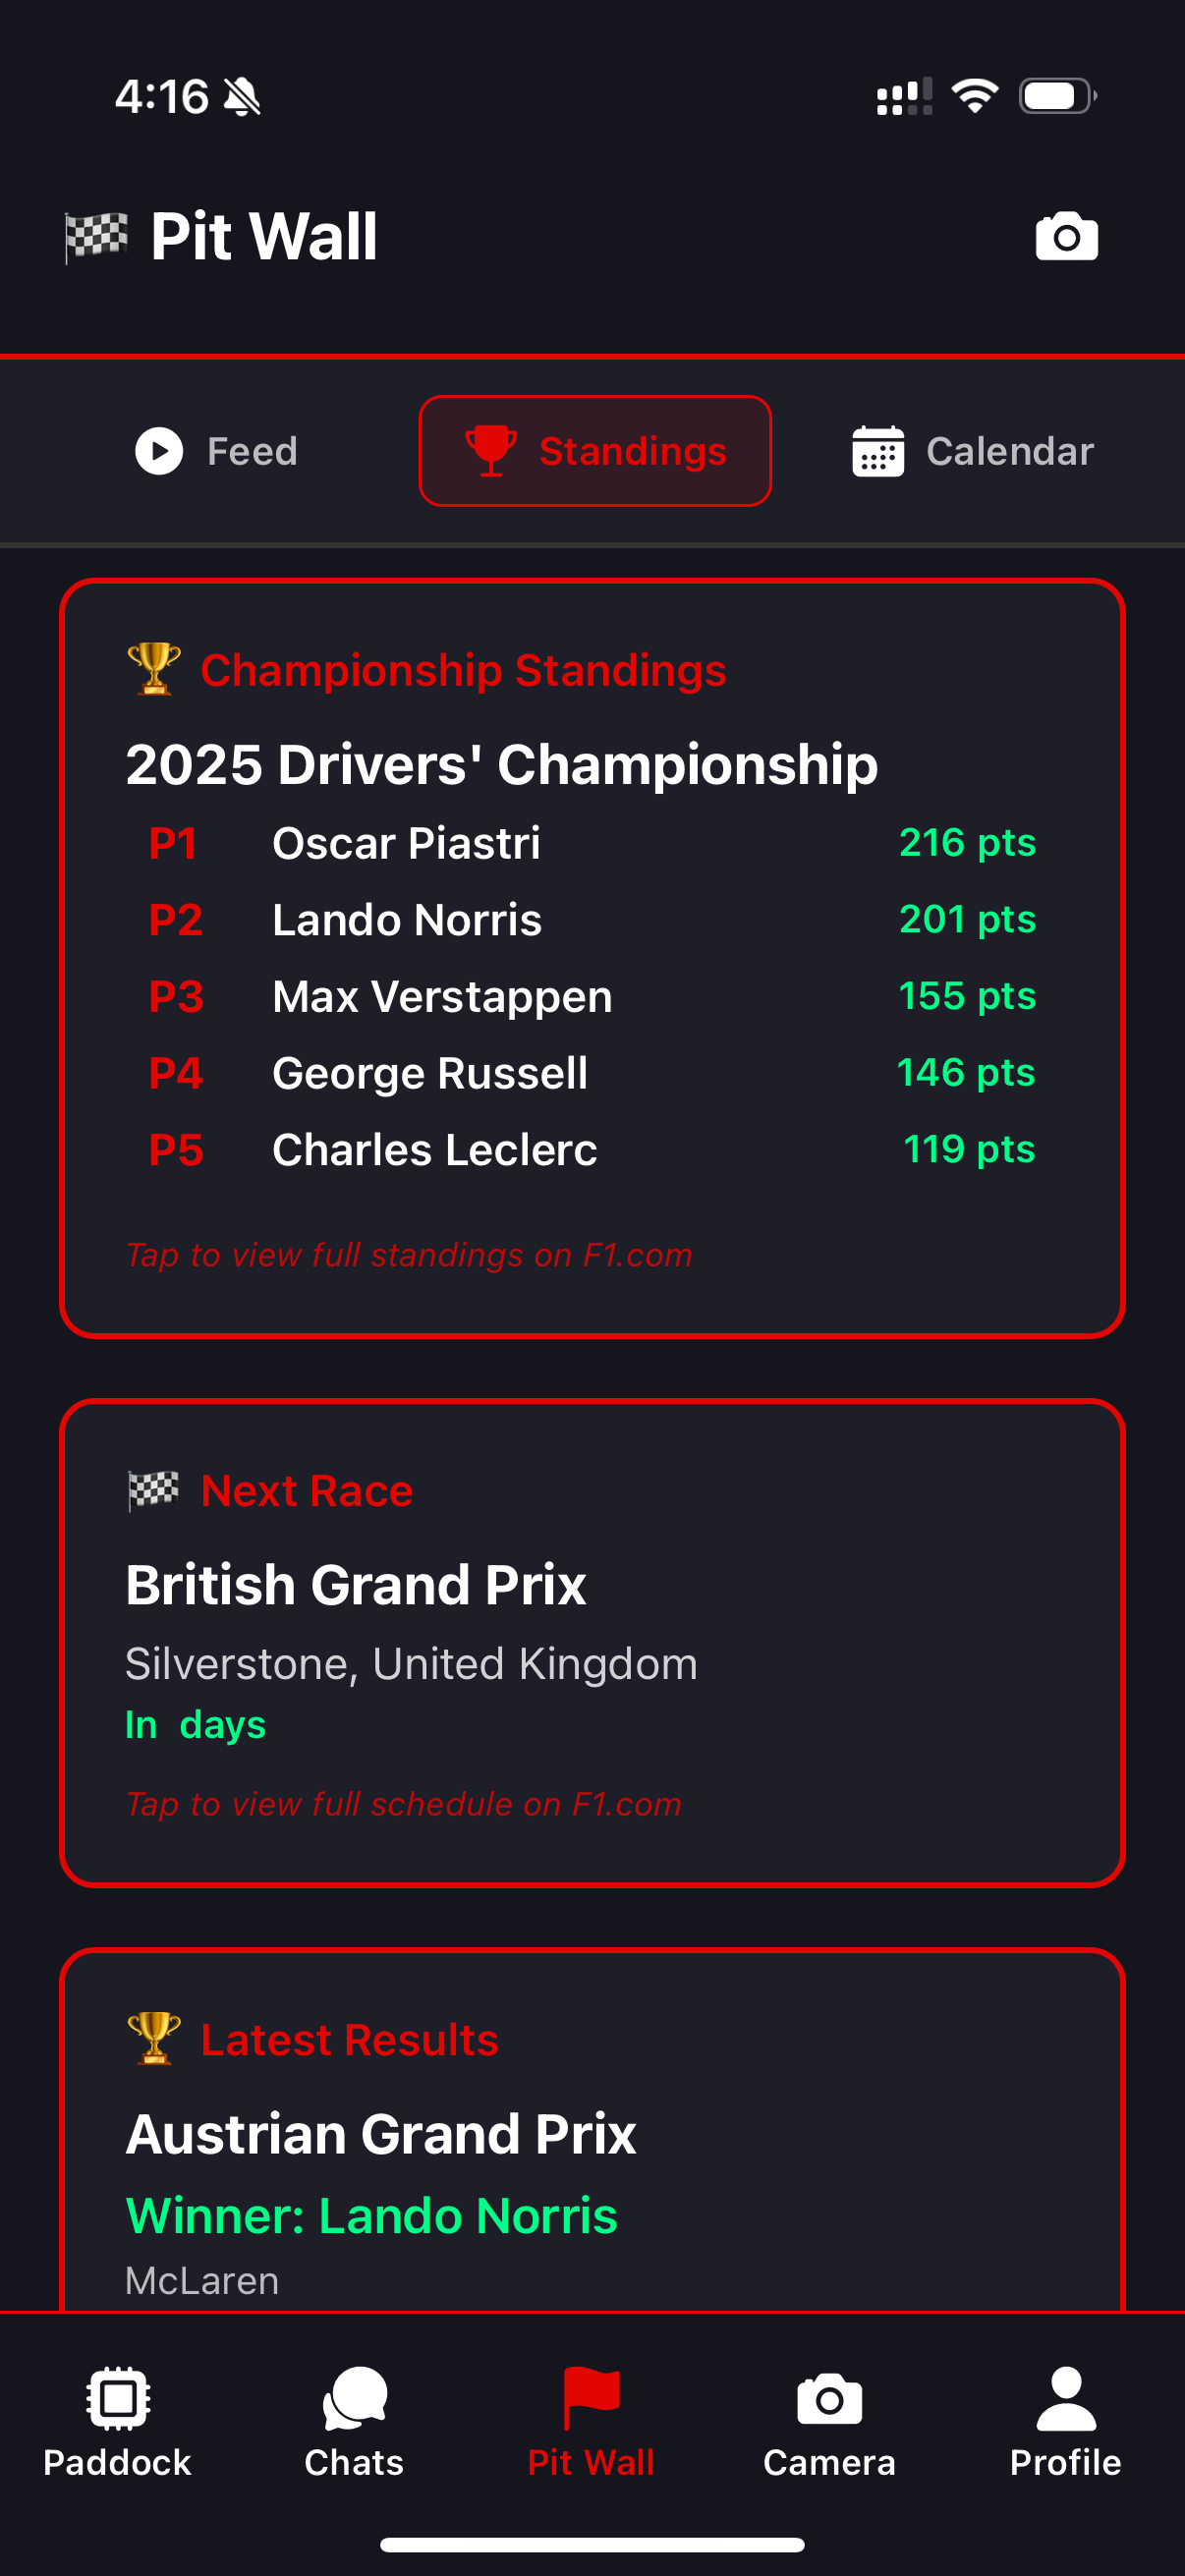 4:16
Pit Wall
Feed
Standings
Calendar
Championship Standings
2025 Drivers' Championship
P1 Oscar Piastri 216 pts
P2 Lando Norris 201 pts
P3 Max Verstappen 155 pts
P4 George Russell 146 pts
P5 Charles Leclerc 119 pts
Tap to view full standings on F1.com
Next Race
British Grand Prix
Silverstone, United Kingdom
In  days
Tap to view full schedule on F1.com
Latest Results
Austrian Grand Prix
Winner: Lando Norris
McLaren
Paddock
Chats
Pit Wall
Camera
Profile